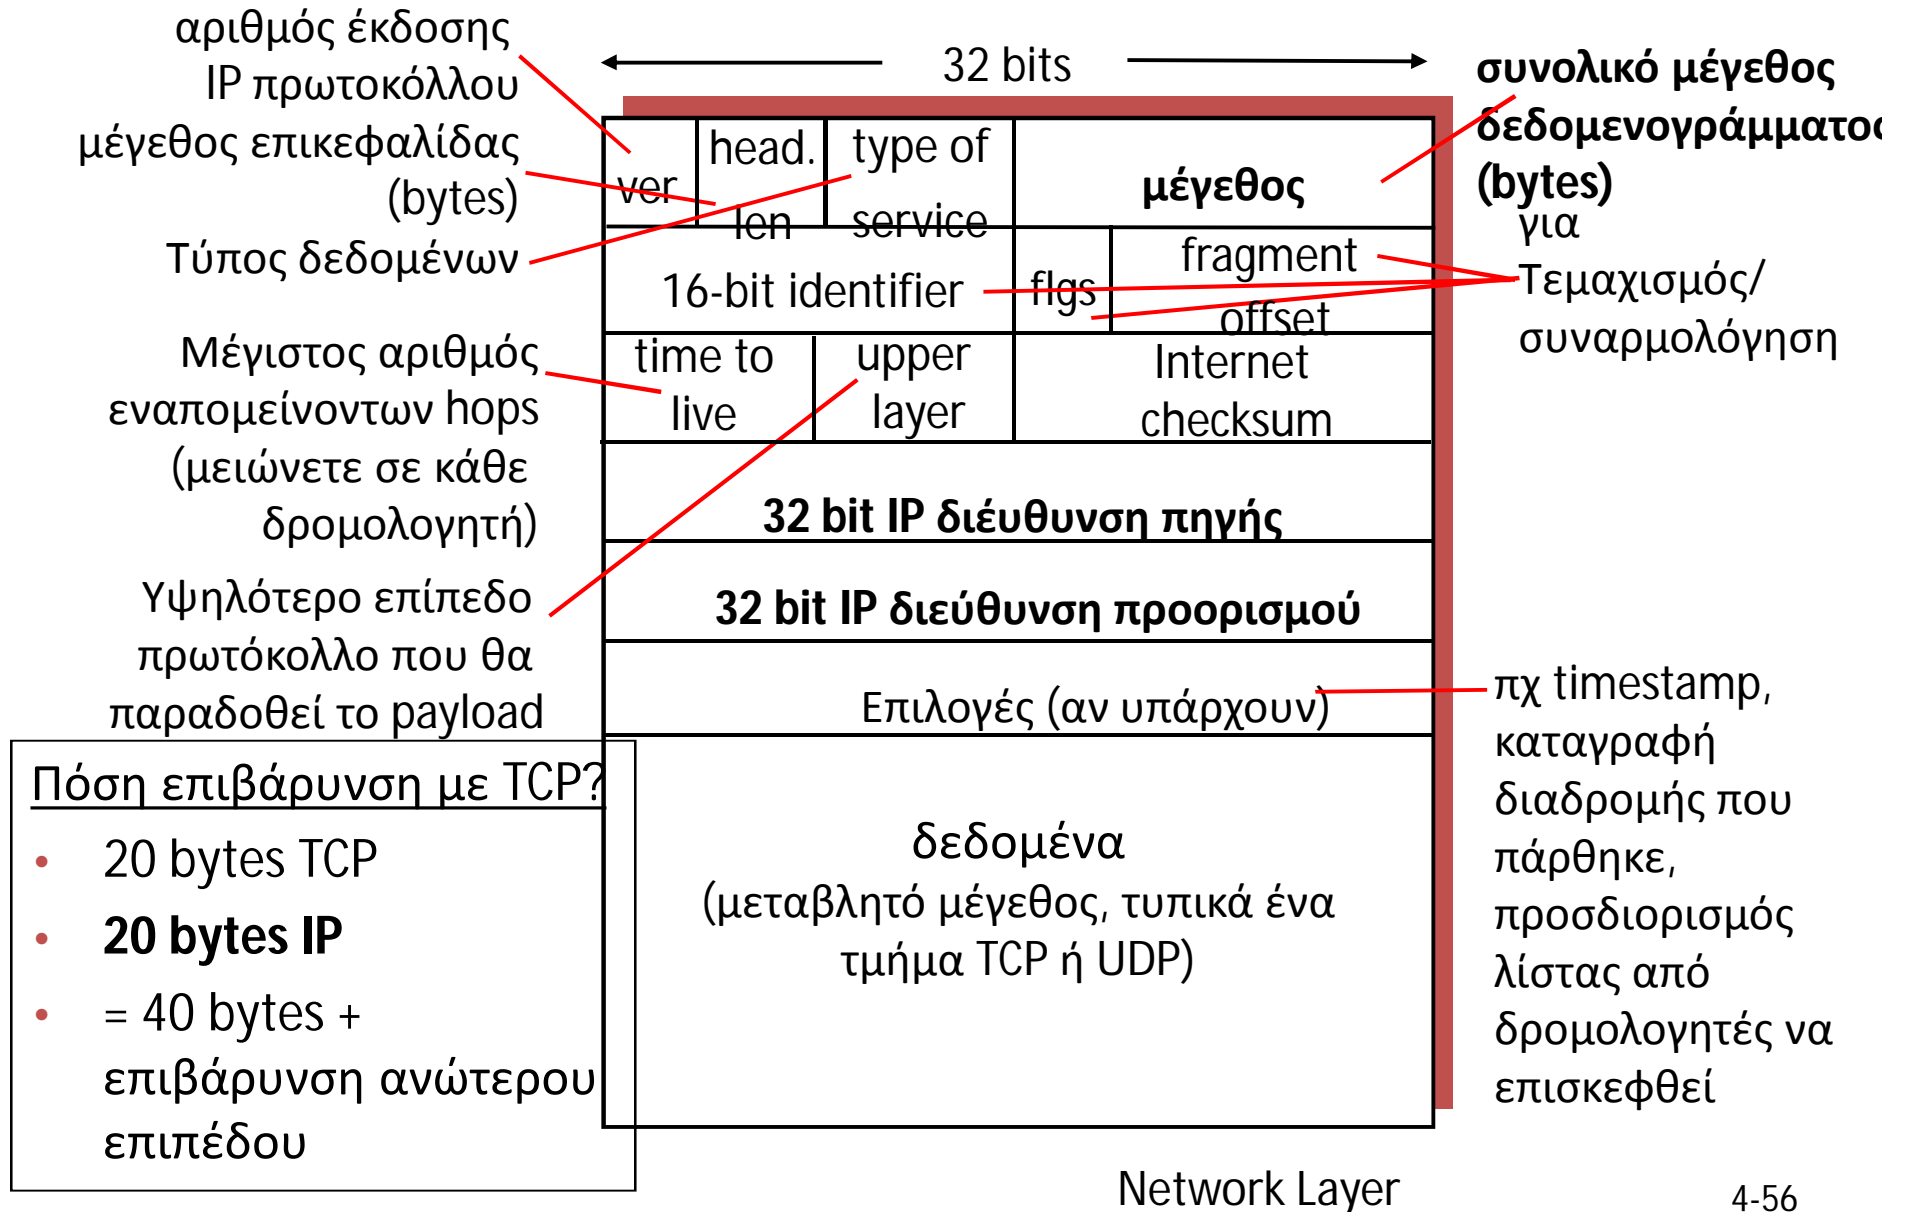 αριθμός έκδοσης
IP πρωτοκόλλου
μέγεθος επικεφαλίδας
(bytes)
Τύπος δεδομένων
Μέγιστος αριθμός
εναπομείνοντων hops
(μειώνετε σε κάθε
δρομολογητή)
Υψηλότερο επίπεδο
πρωτόκολλο που θα
παραδοθεί το payload
Πόση επιβάρυνση με TCP?
• 20 bytes TCP
• 20 bytes IP
• = 40 bytes +
επιβάρυνση ανώτερου
επιπέδου
32 bits
ver
head.
len
type of
service
μέγεθος
16-bit identifier
flgs
fragment
offset
time to
live
upper
layer
Internet
checksum
32 bit IP διέυθυνση πηγής
32 bit IP διεύθυνση προορισμού
Επιλογές (αν υπάρχουν)
δεδομένα
(μεταβλητό μέγεθος, τυπικά ένα
τμήμα TCP ή UDP)
συνολικό μέγεθος
δεδομενογράμματος
(bytes)
για
Τεμαχισμός/
συναρμολόγηση
πχ timestamp,
καταγραφή
διαδρομής που
πάρθηκε,
προσδιορισμός
λίστας από
δρομολογητές να
επισκεφθεί
Network Layer
4-56